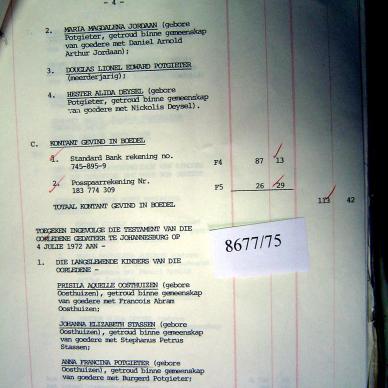 - 4 -
2. MARIA MAGDALENA JORDAAN (gebore
Potgieter, getroud binne gemeenskap
van goedere met Daniel Arnold
Arthur Jordaan);
3. DOUGLAS LIONEL EDWARD POTGIETER
(meerderjarig);
4. HESTER ALIDA DEYSEL (gebore
Potgieter, getroud binne gemeenskap
van goedere met Nickolis Deysel).
C. KONTANT GEVIND IN BOEDEL
1. Standard Bank rekening no.
745-895-9 F4 87 13
2. Posspaarrekening Nr.
183 774 309 F5 26 29
TOTAAL KONTANT GEVIND IN BOEDEL 113 42
TOEGEKEN INGEVOLGE DIE TESTAMENT VAN DIE
OORLEDENE GEDATEER TE JOHANNESBURG OP
4 JULIE 1972 AAN -
8677/75
1. DIE LANGSLEWENDE KINDERS VAN DIE
OORLEDENE -
PRISILA AQUELLE OOSTHUIZEN (gebore
Oosthuizen), getroud binne gemeenskap
van goedere met Francois Abram
Oosthuizen;
JOHANNA ELIZABETH STASSEN (gebore
Oosthuizen), getroud binne gemeenskap
van goedere met Stephanus Petrus
Stassen;
ANNA FRANCINA POTGIETER (gebore
Oosthuizen), getroud binne gemeenskap
van goedere met Burgerd Potgieter;